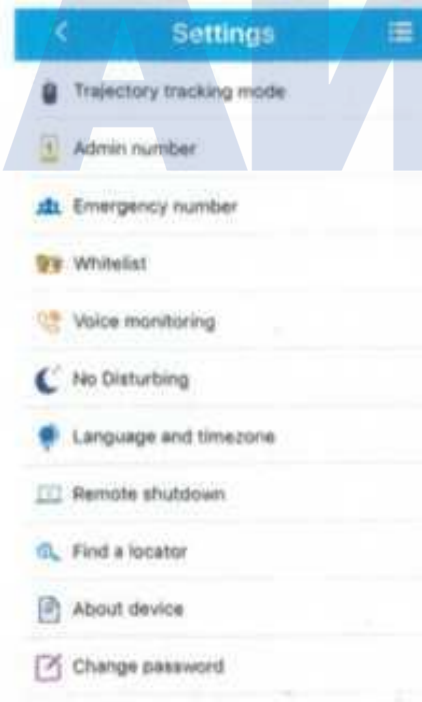 Settings
Trajectory tracking mode
Admin number
Emergency number
Whitelist
Voice monitoring
No Disturbing
Language and timezone
Remote shutdown
Find a locator
About device
Change password